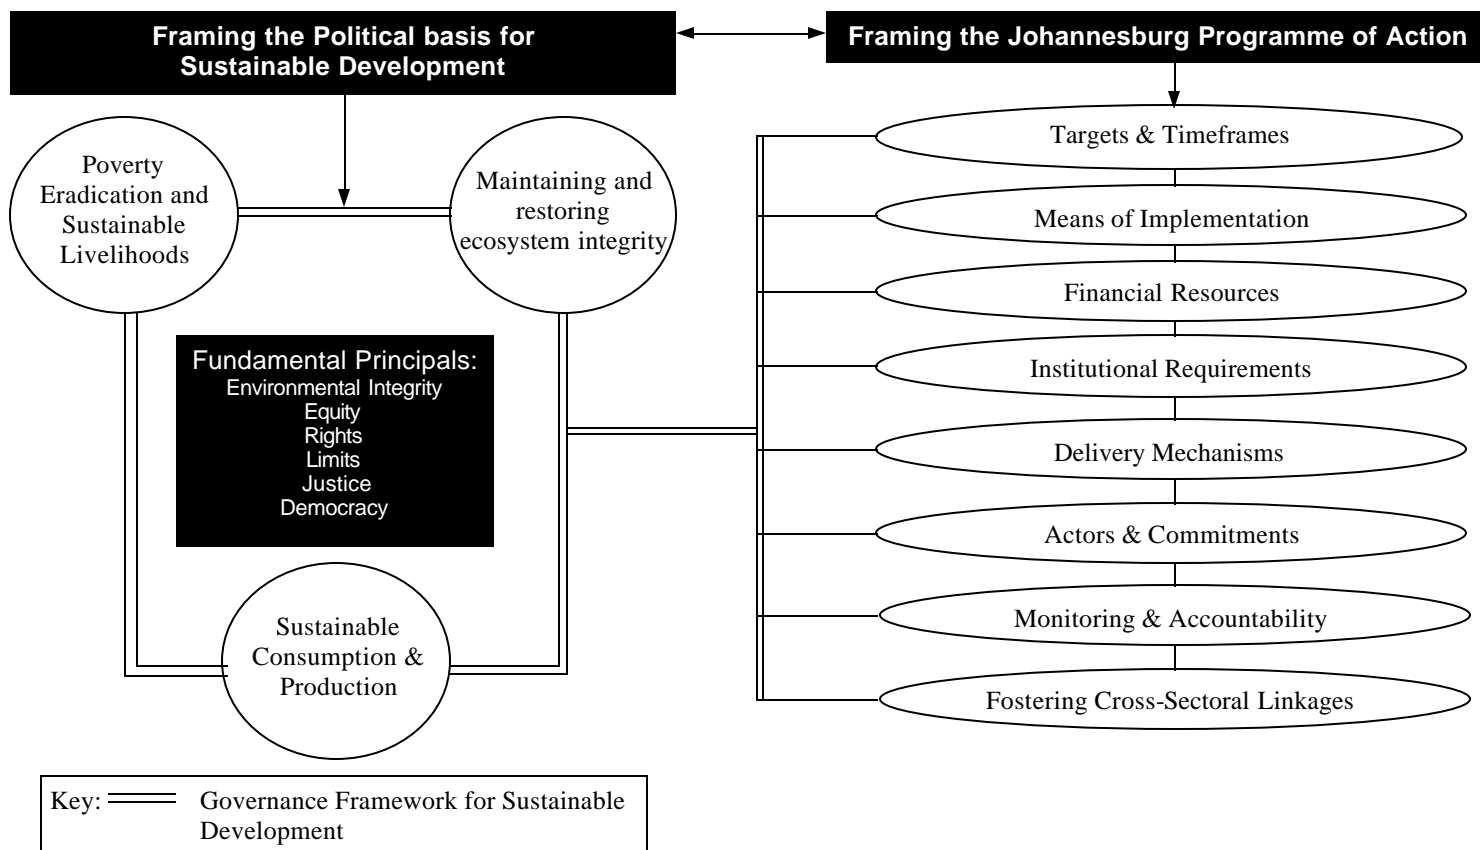 Framing the Political basis for
Sustainable Development
Framing the Johannesburg Programme of Action
Poverty
Eradication and
Sustainable
Livelihoods
Maintaining and
restoring
ecosystem integrity
Fundamental Principals:
Environmental Integrity
Equity
Rights
Limits
Justice
Democracy
Sustainable
Consumption &
Production
Targets & Timeframes
Means of Implementation
Financial Resources
Institutional Requirements
Delivery Mechanisms
Actors & Commitments
Monitoring & Accountability
Fostering Cross-Sectoral Linkages
Key: Governance Framework for Sustainable
Development